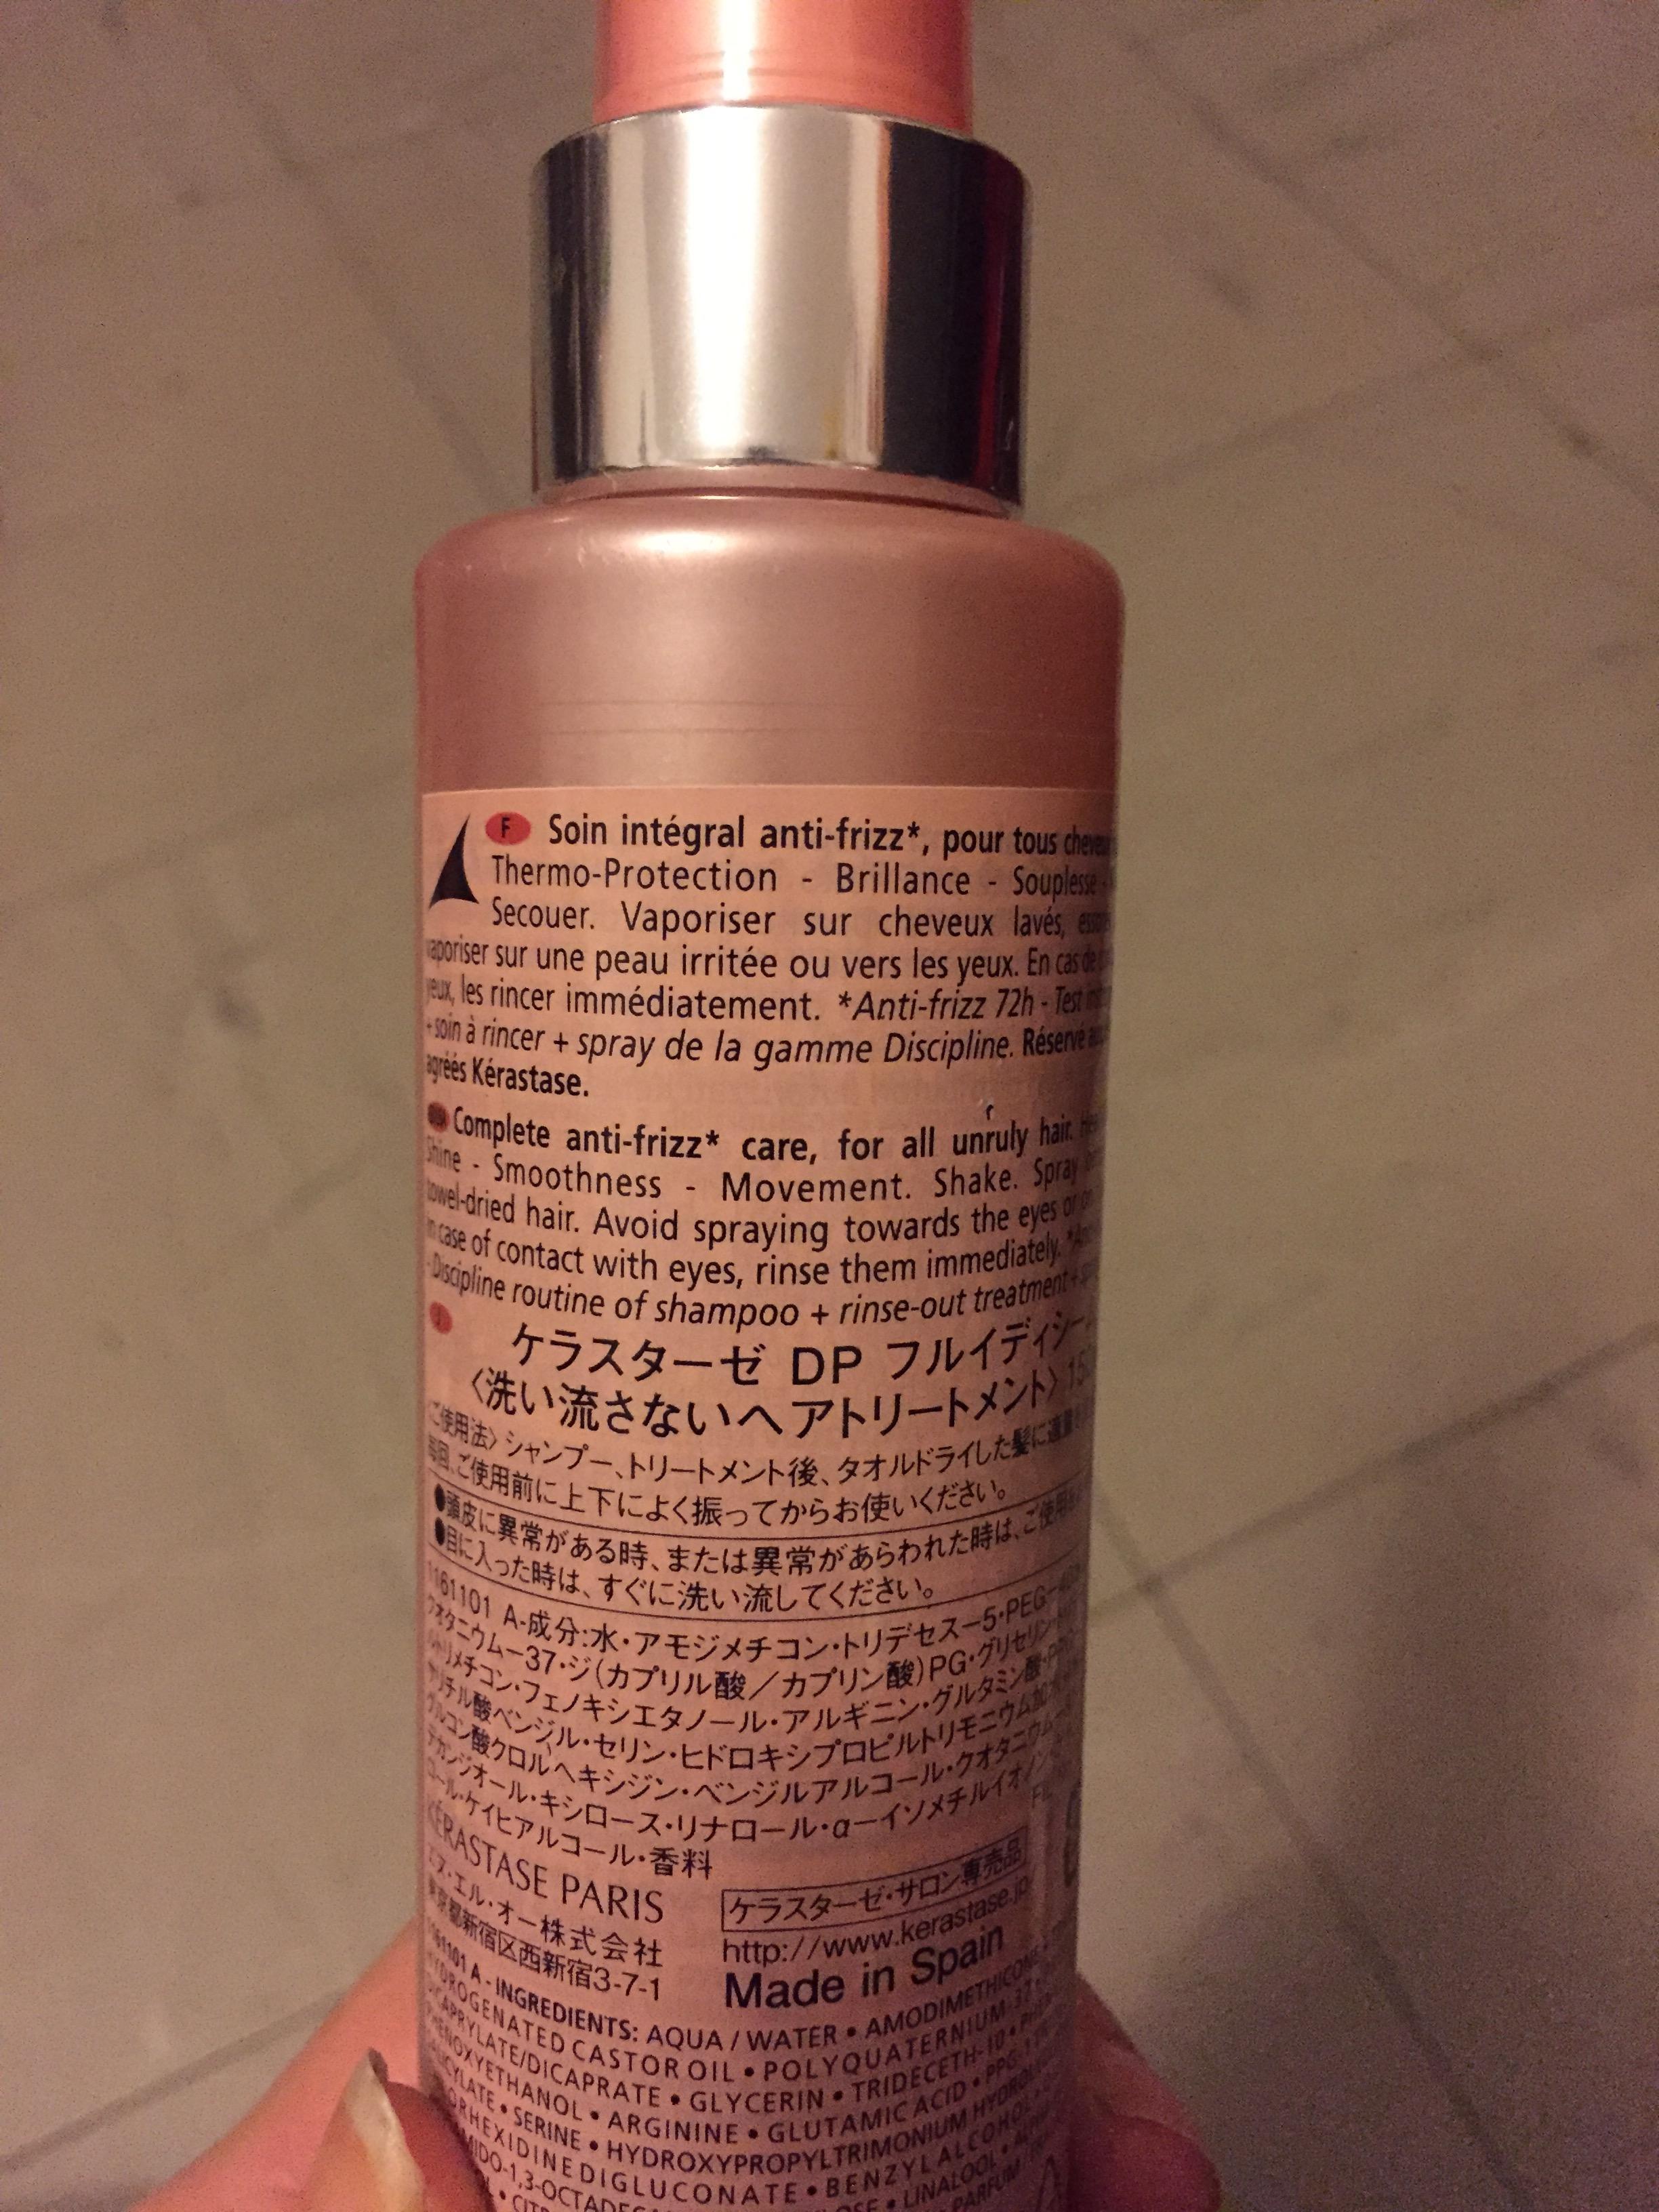 F Soin intégral anti-frizz*, pour tous
Thermo-Protection - Brillance - Souplesse -
Secouer. Vaporiser sur cheveux lavés,
vaporiser sur une peau irritée ou vers les yeux. En cas de
yeux, les rincer immédiatement. *Anti-frizz 72h - Test
+ soin à rincer + spray de la gamme Discipline. Réservé
agréés Kérastase.
Complete anti-frizz* care, for all unruly hair.
Shine - Smoothness - Movement. Shake. Spray
towel-dried hair. Avoid spraying towards the eyes or on
In case of contact with eyes, rinse them immediately.
Discipline routine of shampoo + rinse-out treatment +
J
ケラスターゼ DP フルイディシー
〈洗い流さないヘアトリートメント〉
〈ご使用法〉シャンプー、トリートメント後、タオルドライした髪に適量を
毎回、ご使用前に上下によく振ってからお使いください。
●頭皮に異常がある時、または異常があらわれた時は、ご使用を
●目に入った時は、すぐに洗い流してください。
1161101 A-成分:水・アモジメチコン・トリデセス-5・PEG-40
クオタニウム-37・ジ(カプリル酸/カプリン酸)PG・グリセリン
トリメチコン・フェノキシエタノール・アルギニン・グルタミン酸
サリチル酸ベンジル・セリン・ヒドロキシプロピルトリモニウム加水
グルコン酸クロルヘキシジン・ベンジルアルコール・クオタニウム
デカンジオール・キシロース・リナロール・α-イソメチルイオノン
コール・ケイヒアルコール・香料
KÉRASTASE PARIS
ケラスターゼ・サロン専売品
エヌ・エル・オー株式会社
東京都新宿区西新宿3-7-1
http://www.kerastase.jp
Made in Spain
1161101 A - INGREDIENTS: AQUA / WATER • AMODIMETHICONE
HYDROGENATED CASTOR OIL • POLYQUATERNIUM-37
DICAPRYLATE/DICAPRATE • GLYCERIN • TRIDECETH-10
PHENOXYETHANOL • ARGININE • GLUTAMIC ACID • PPG-1
SALICYLATE • SERINE • HYDROXYPROPYLTRIMONIUM
CHLORHEXIDINE DIGLUCONATE • BENZYL ALCOHOL
LINALOOL
PARFUM